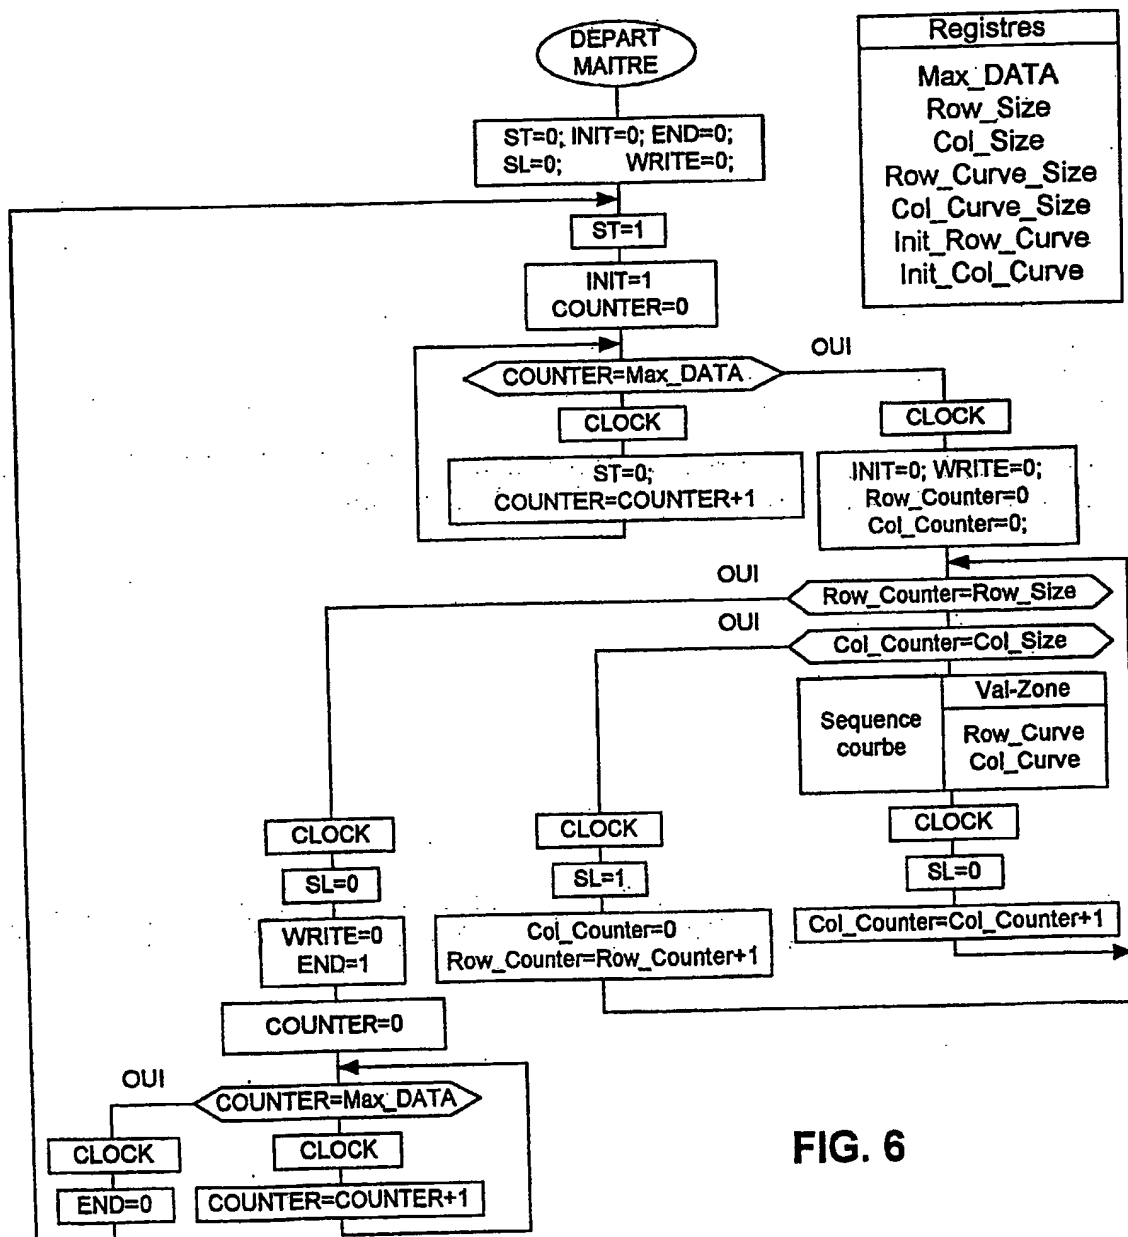 DEPART
MAITRE
Registres
Max_DATA
Row_Size
Col_Size
Row_Curve_Size
Col_Curve_Size
Init_Row_Curve
Init_Col_Curve
ST=0; INIT=0; END=0;
SL=0; WRITE=0;
ST=1
INIT=1
COUNTER=0
OUI
COUNTER=Max_DATA
CLOCK
CLOCK
ST=0;
COUNTER=COUNTER+1
INIT=0; WRITE=0;
Row_Counter=0
Col_Counter=0;
OUI
Row_Counter=Row_Size
OUI
Col_Counter=Col_Size
Sequence
courbe
Val-Zone
Row_Curve
Col_Curve
CLOCK
CLOCK
CLOCK
SL=0
SL=1
SL=0
WRITE=0
END=1
Col_Counter=0
Row_Counter=Row_Counter+1
Col_Counter=Col_Counter+1
COUNTER=0
OUI
COUNTER=Max_DATA
CLOCK
CLOCK
END=0
COUNTER=COUNTER+1
FIG. 6